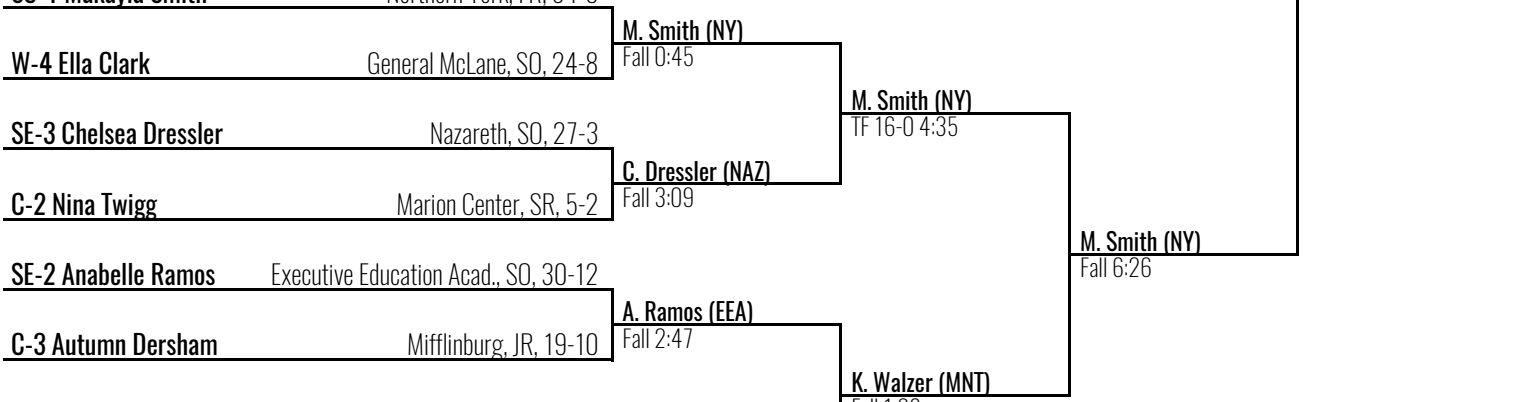 M. Smith (NY)
Fall 0:45
W-4 Ella Clark General McLane, SO, 24-8
M. Smith (NY)
TF 16-0 4:35
SE-3 Chelsea Dressler Nazareth, SO, 27-3
C. Dressler (NAZ)
Fall 3:09
C-2 Nina Twigg Marion Center, SR, 5-2
M. Smith (NY)
Fall 6:26
SE-2 Anabelle Ramos Executive Education Acad., SO, 30-12
A. Ramos (EEA)
Fall 2:47
C-3 Autumn Dersham Mifflinburg, JR, 19-10
K. Walzer (MNT)